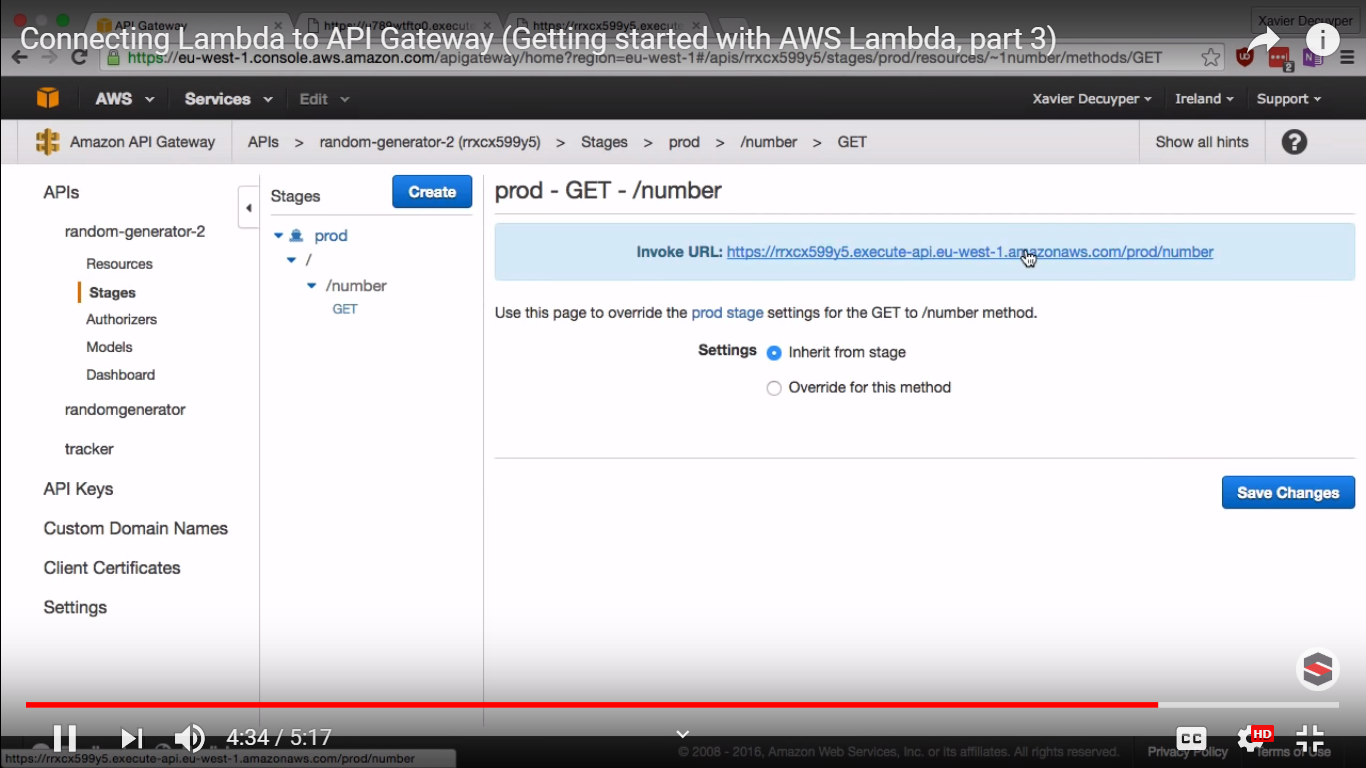 API Gateway
https://rrxcx599y5.execute
Xavier Decuyper
Connecting Lambda to API Gateway (Getting started with AWS Lambda, part 3)
https://eu-west-1.console.aws.amazon.com/apigateway/home?region=eu-west-1#/apis/rrxcx599y5/stages/prod/resources/~1number/methods/GET
2
AWS Services Edit Xavier Decuyper Ireland Support
Amazon API Gateway APIs > random-generator-2 (rrxcx599y5) > Stages > prod > /number > GET Show all hints ?
APIs
random-generator-2
Resources
Stages
Authorizers
Models
Dashboard
randomgenerator
tracker
API Keys
Custom Domain Names
Client Certificates
Settings
Stages Create
prod
/
/number
GET
prod - GET - /number
Invoke URL: https://rrxcx599y5.execute-api.eu-west-1.amazonaws.com/prod/number
Use this page to override the prod stage settings for the GET to /number method.
Settings Inherit from stage
Override for this method
Save Changes
4:34 / 5:17 CC HD
© 2008 - 2016, Amazon Web Services, Inc. or its affiliates. All rights reserved. Privacy Policy Terms of Use
https://rrxcx599y5.execute-api.eu-west-1.amazonaws.com/prod/number